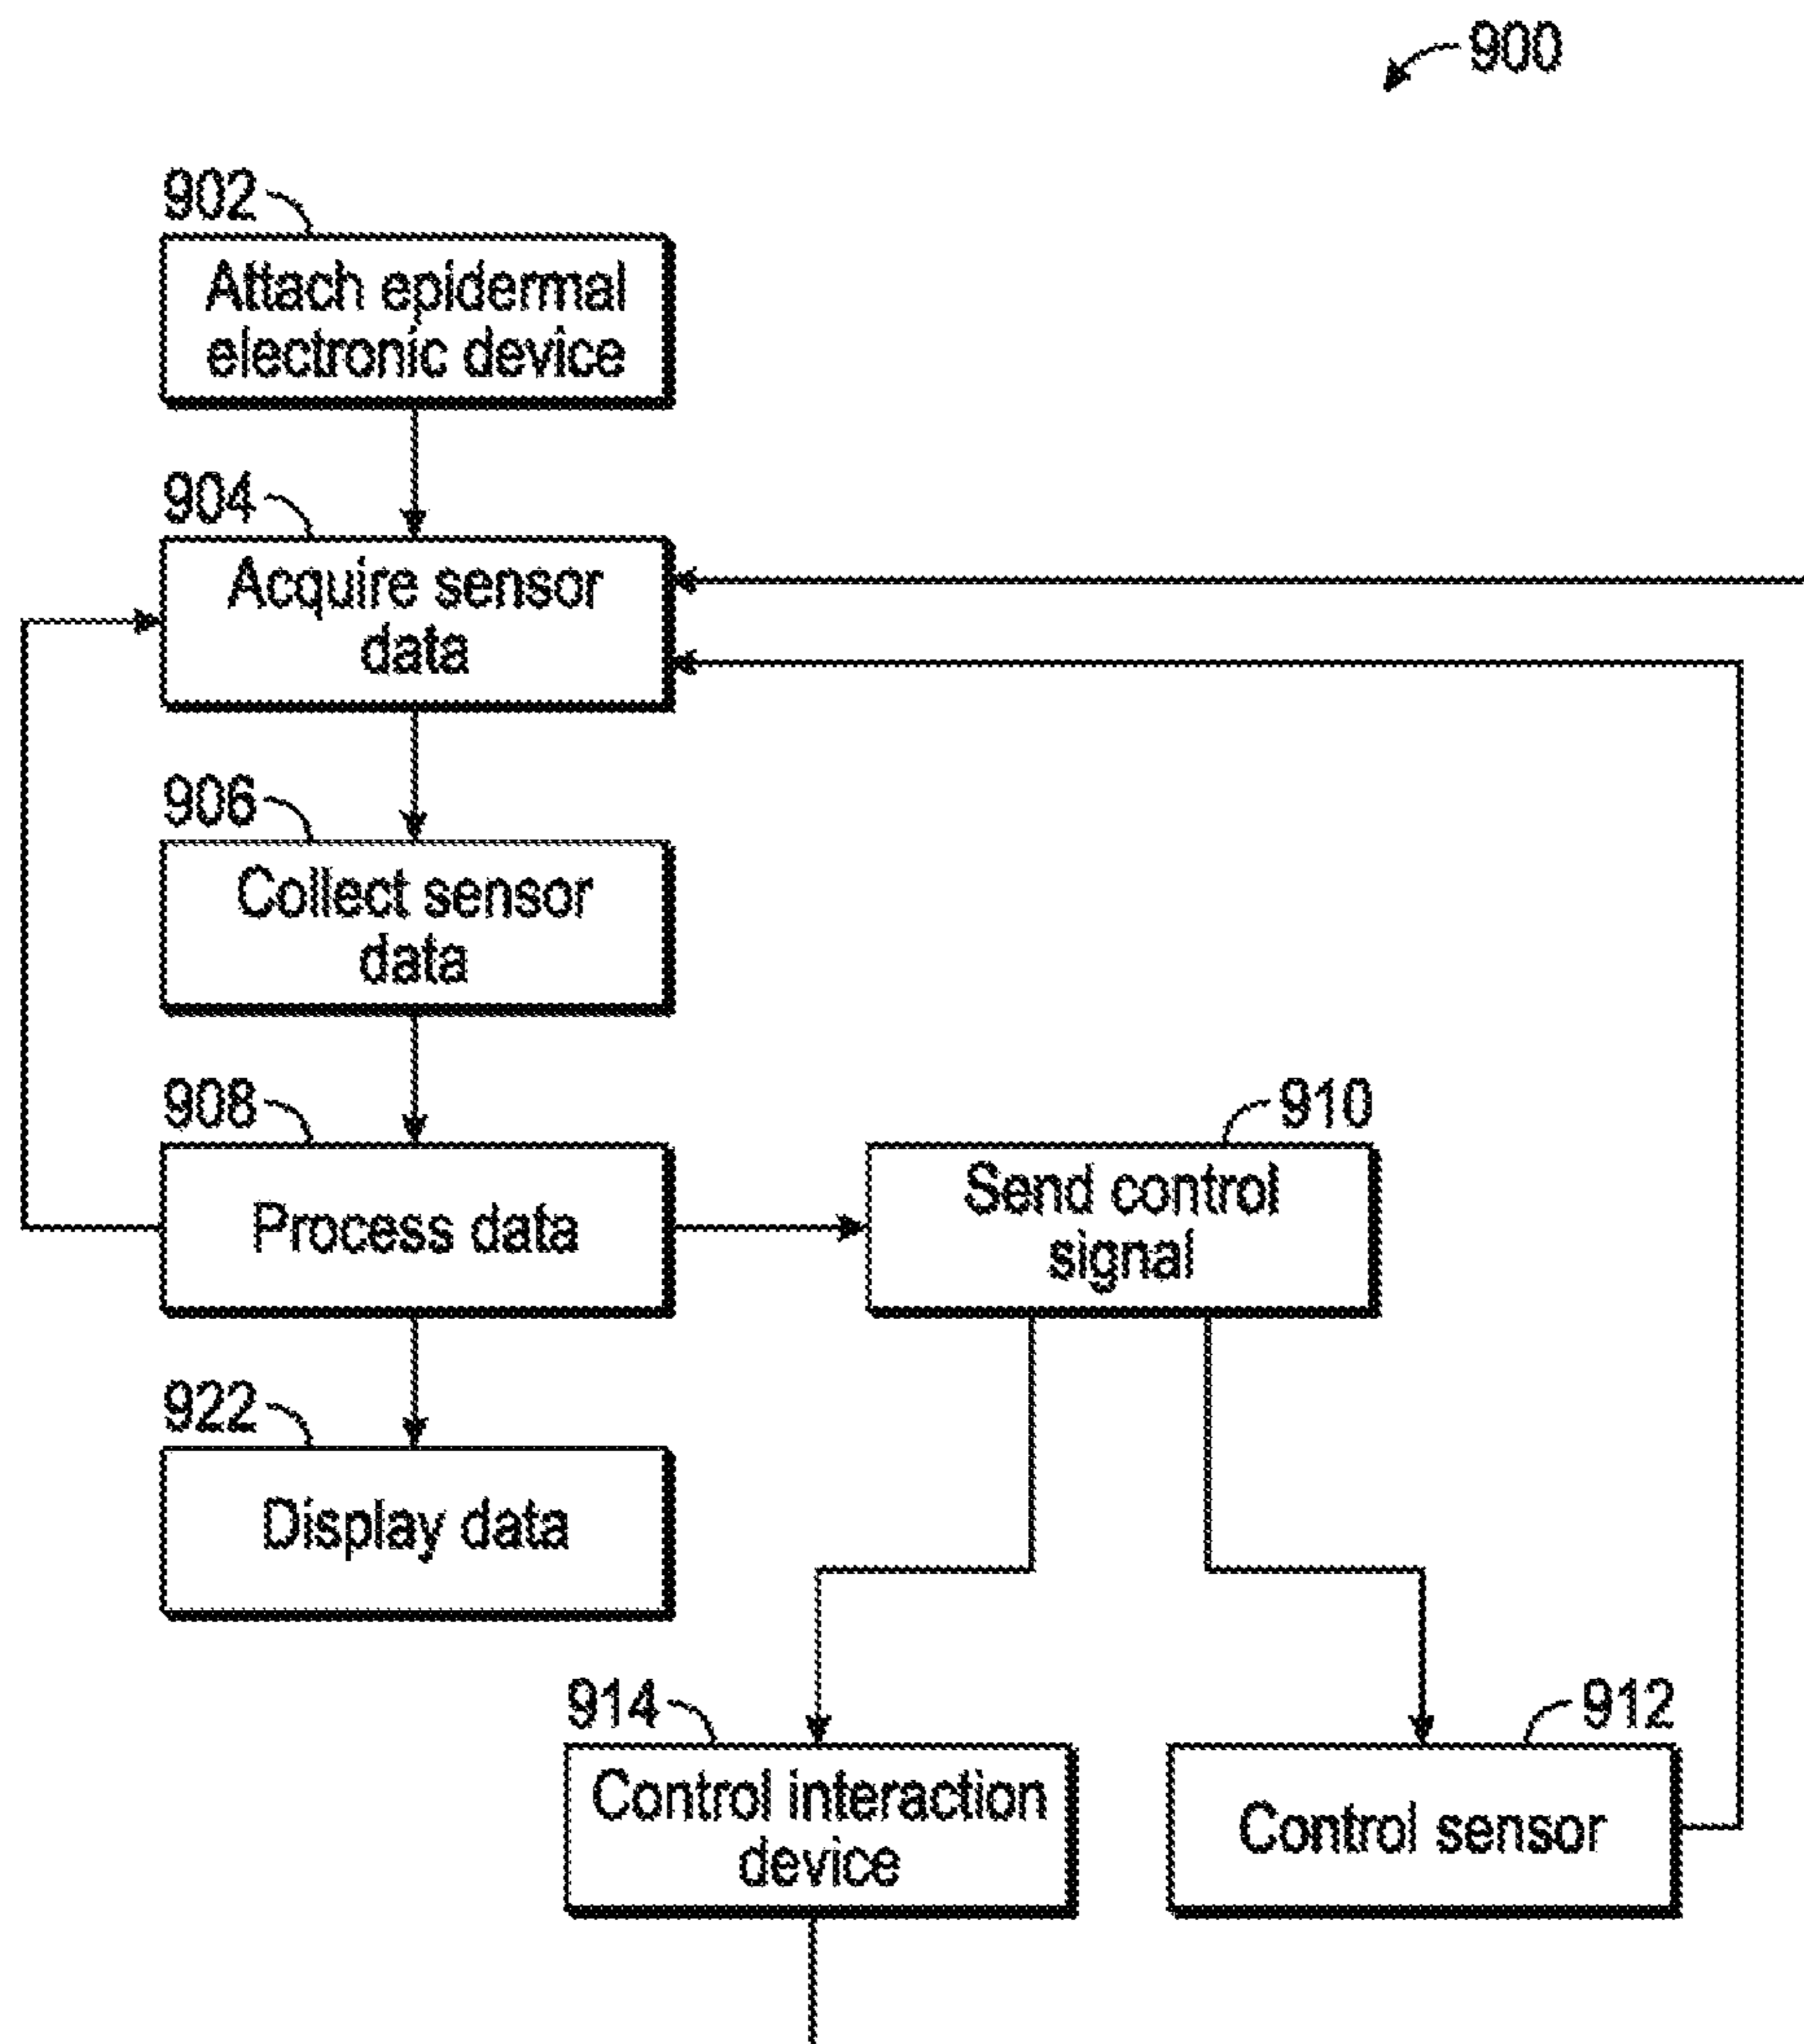 900
902
Attach epidermal
electronic device
904
Acquire sensor
data
906
Collect sensor
data
908
Process data
910
Send control
signal
922
Display data
914
Control interaction
device
912
Control sensor